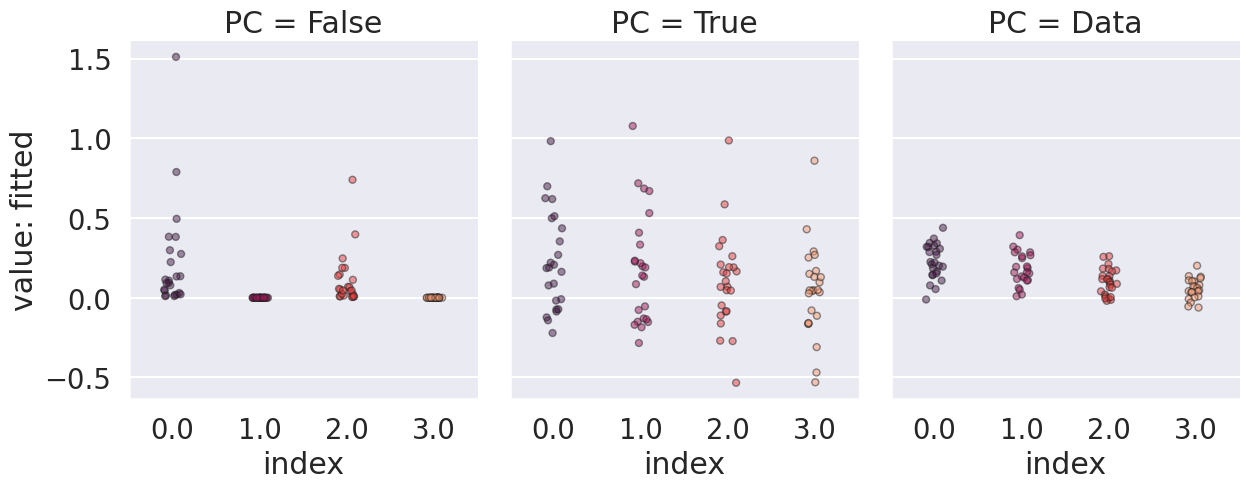 PC = False PC = True PC = Data
value: fitted
1.5
1.0
0.5
0.0
−0.5
0.0 1.0 2.0 3.0 0.0 1.0 2.0 3.0 0.0 1.0 2.0 3.0
index index index